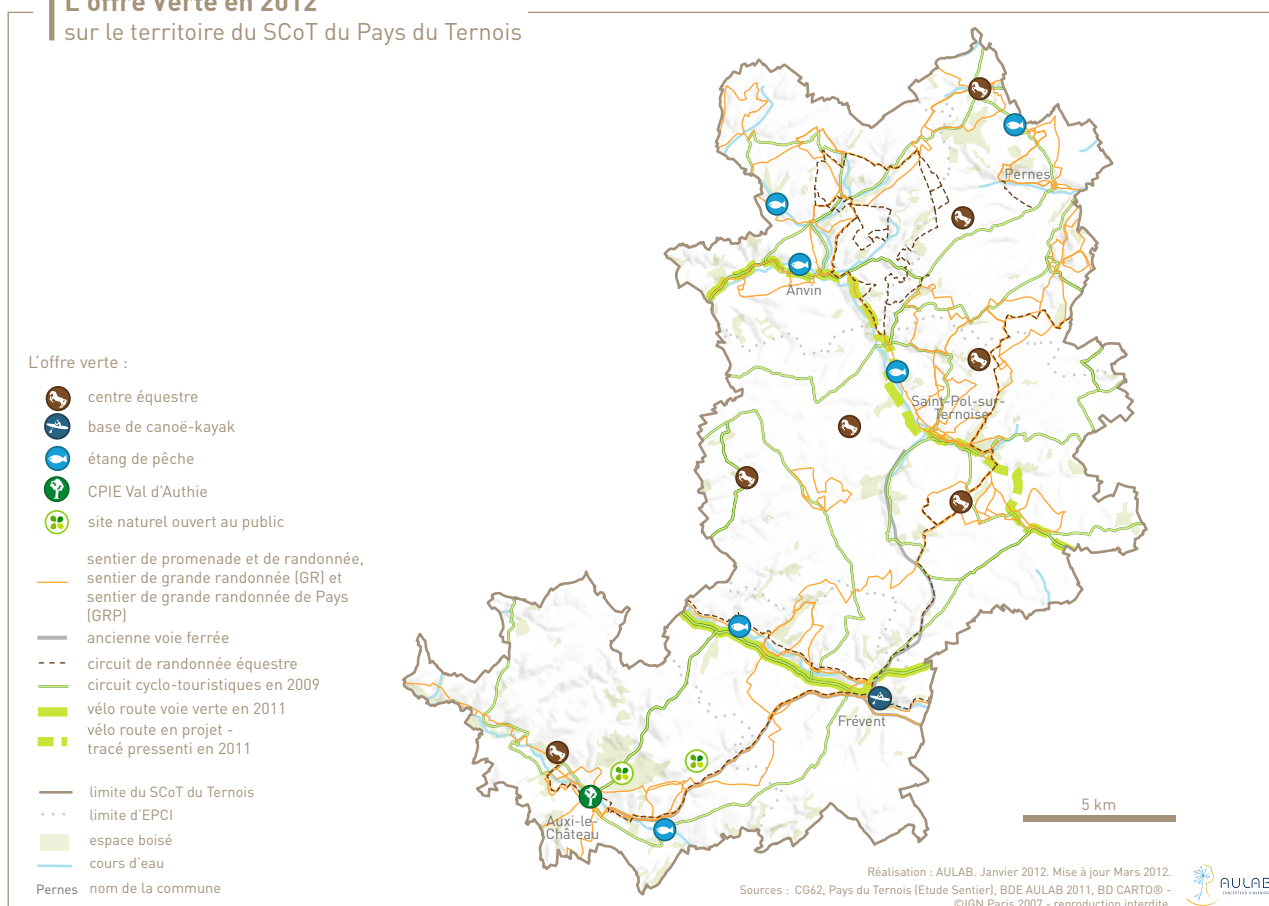 L'offre verte en 2012
sur le territoire du SCoT du Pays du Ternois
Pernes
Anvin
Saint-Pol-sur-
Ternoise
Frévent
Auxi-le-
Château
L'offre verte :
centre équestre
base de canoë-kayak
étang de pêche
CPIE Val d'Authie
site naturel ouvert au public
sentier de promenade et de randonnée,
sentier de grande randonnée (GR) et
sentier de grande randonnée de Pays
(GRP)
ancienne voie ferrée
circuit de randonnée équestre
circuit cyclo-touristiques en 2009
vélo route voie verte en 2011
vélo route en projet -
tracé pressenti en 2011
limite du SCoT du Ternois
limite d'EPCI
espace boisé
cours d'eau
Pernes nom de la commune
5 km
Réalisation : AULAB. Janvier 2012. Mise à jour Mars 2012.
Sources : CG62, Pays du Ternois (Etude Sentier), BDE AULAB 2011, BD CARTO® -
©IGN Paris 2007 - reproduction interdite.
AULAB